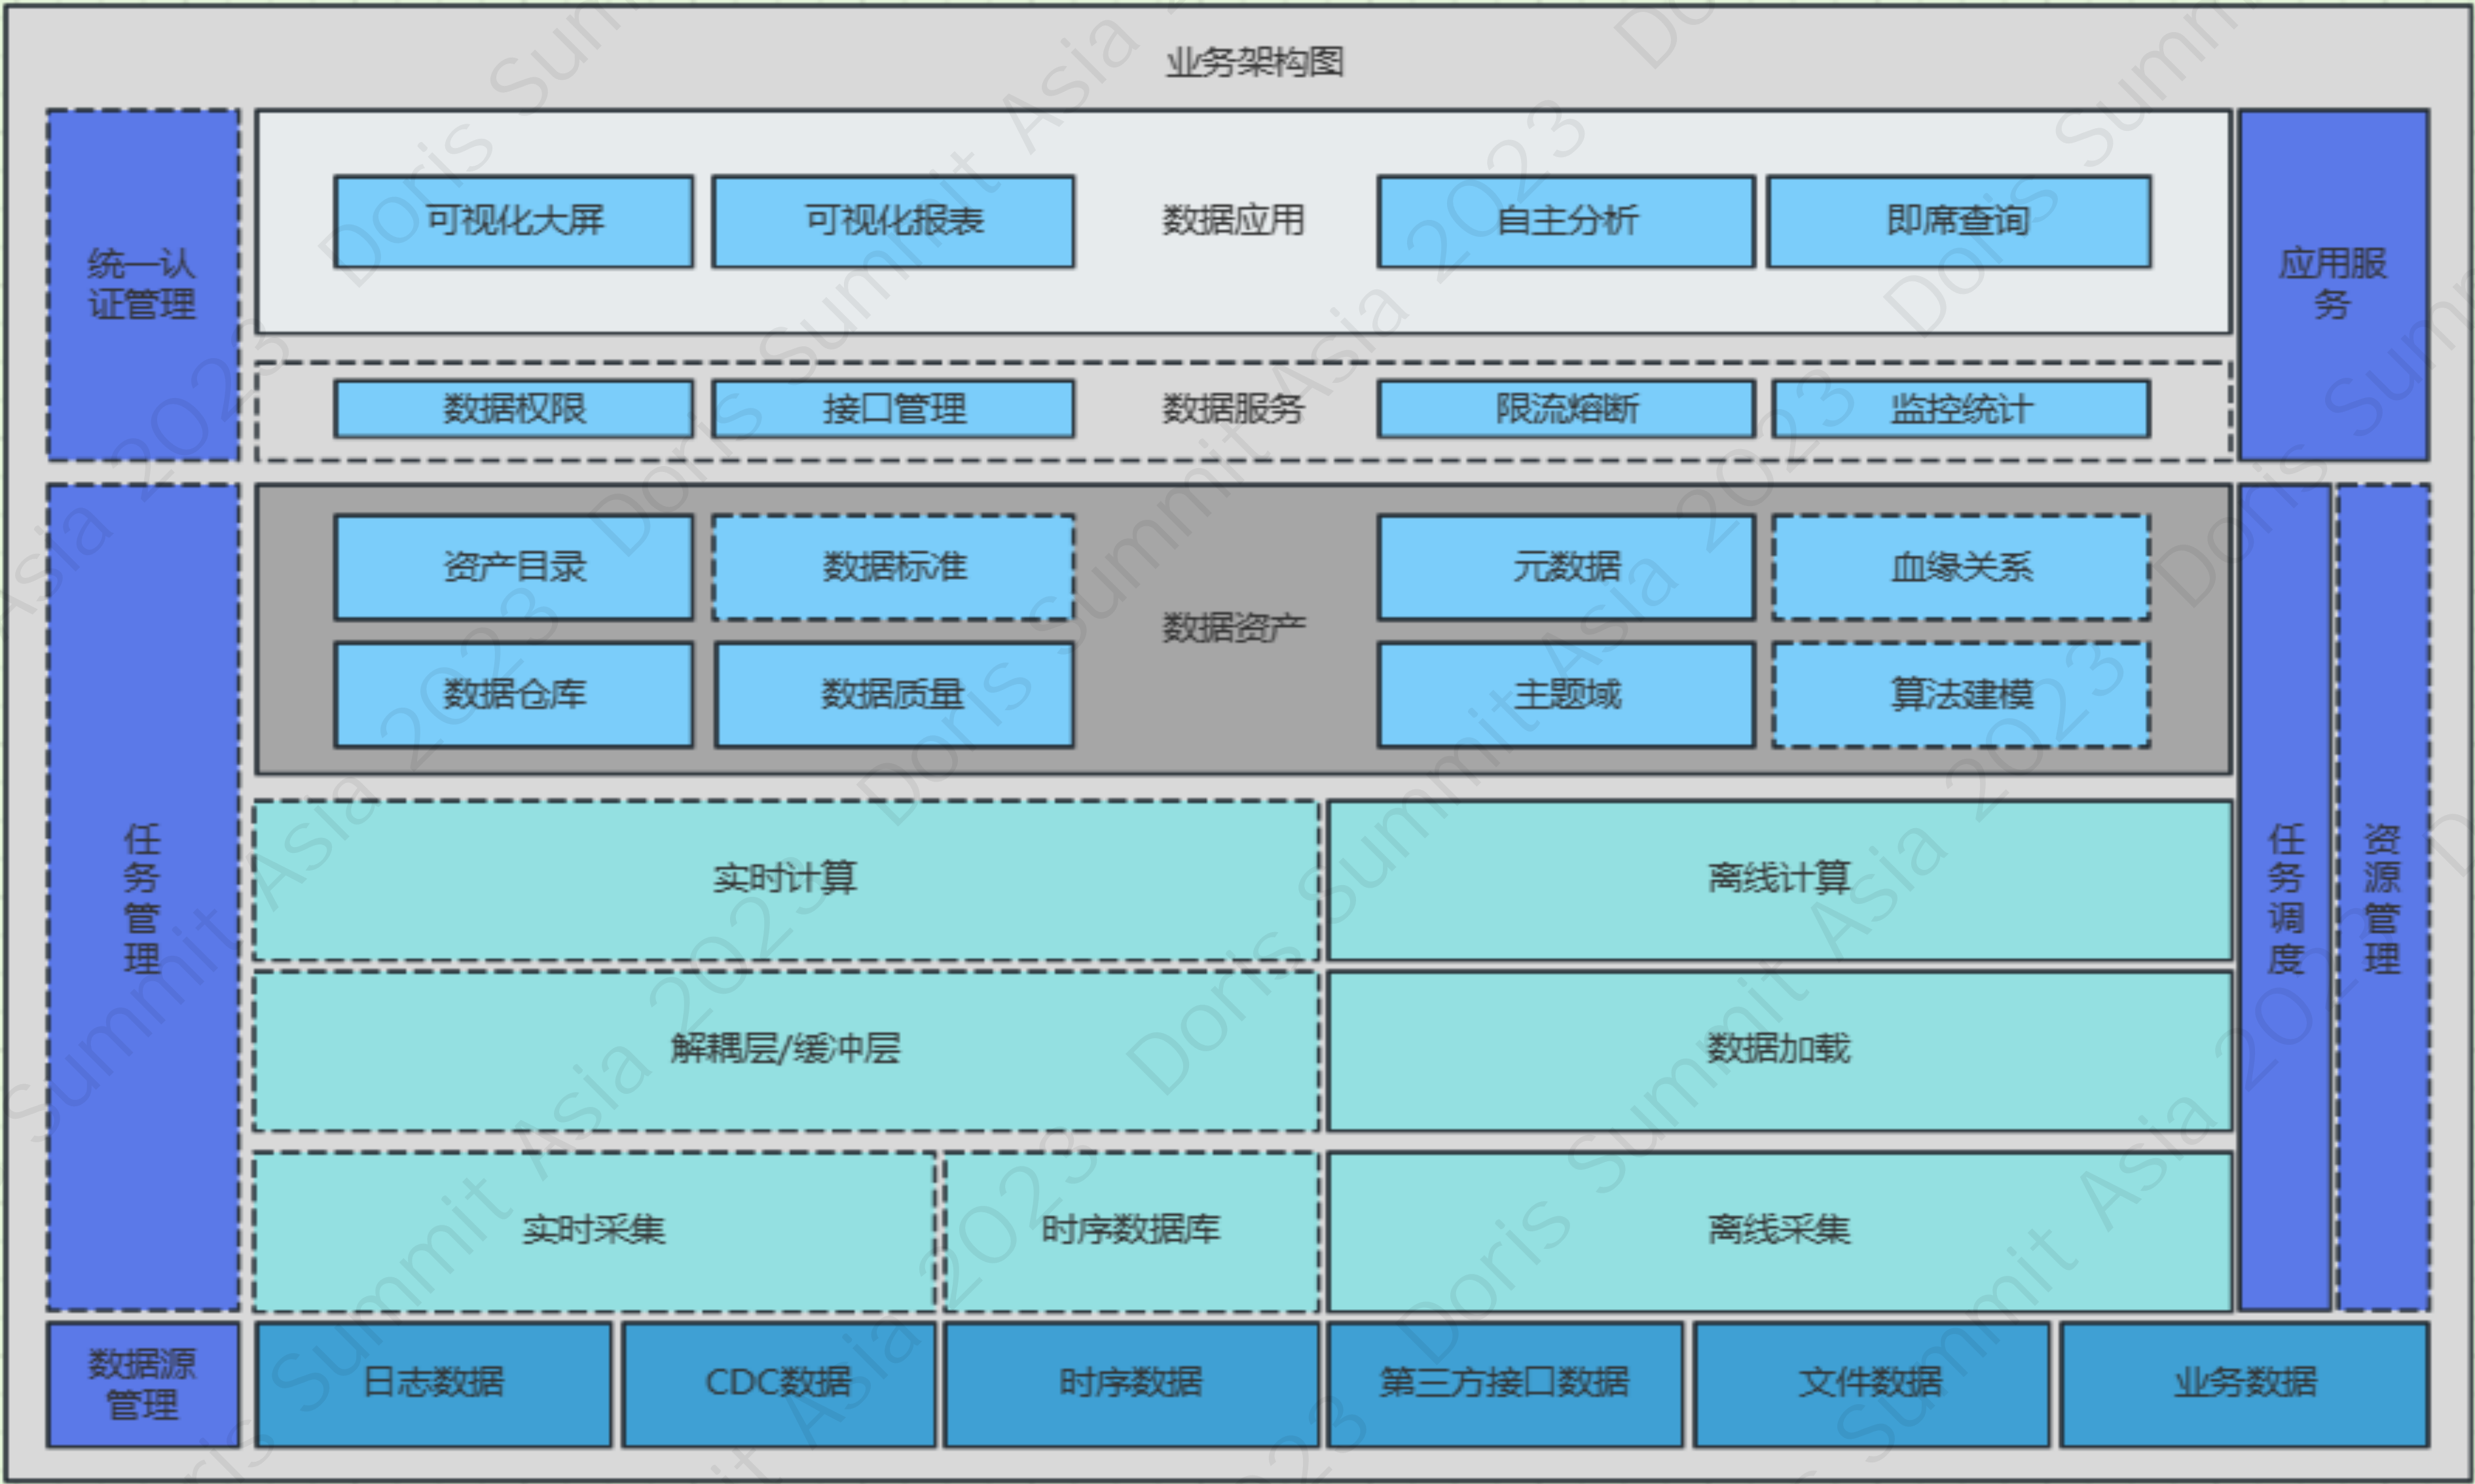 业务架构图
统一认
证管理
可视化大屏
可视化报表
数据应用
自主分析
即席查询
应用服
务
数据权限
接口管理
数据服务
限流熔断
监控统计
任
务
管
理
资产目录
数据标准
数据资产
元数据
血缘关系
数据仓库
数据质量
主题域
算法建模
任
务
调
度
资
源
管
理
实时计算
离线计算
解耦层/缓冲层
数据加载
实时采集
时序数据库
离线采集
数据源
管理
日志数据
CDC数据
时序数据
第三方接口数据
文件数据
业务数据
Doris Summit Asia 2023